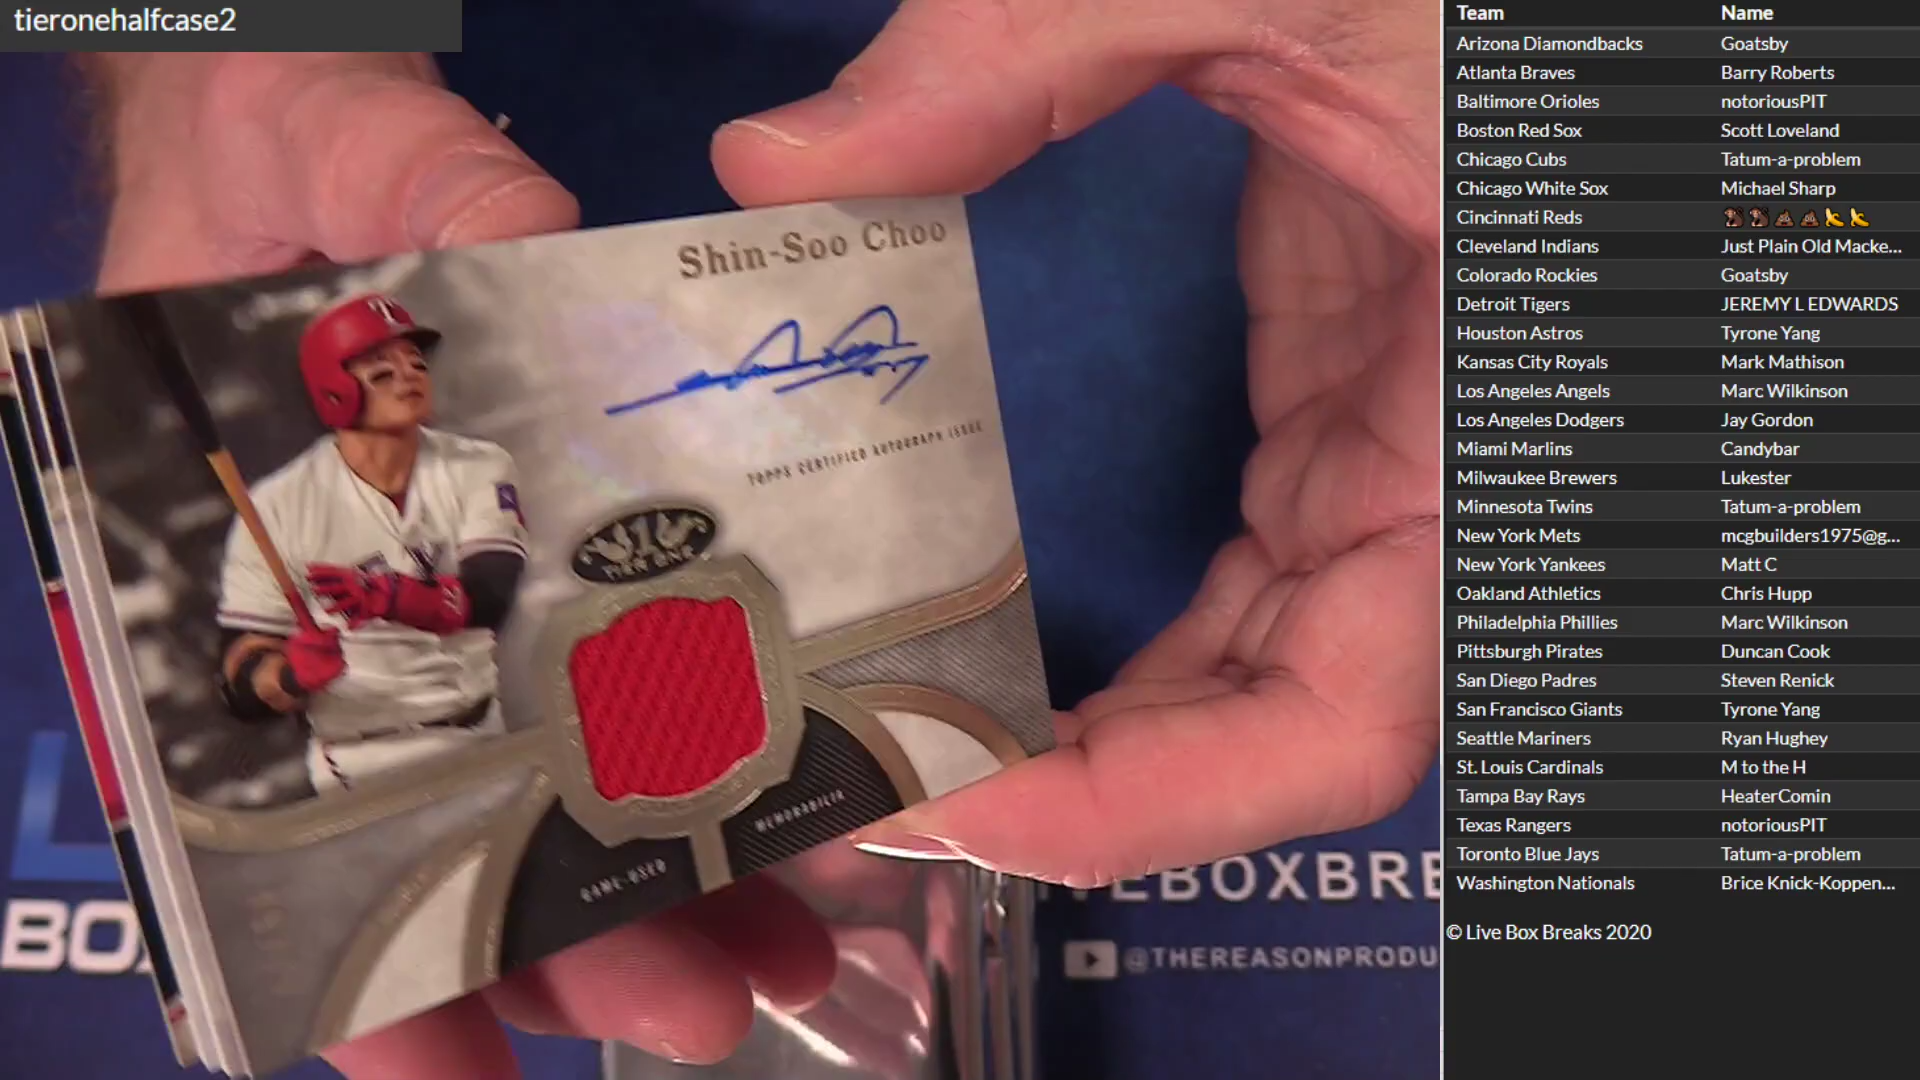 tieronehalfcase2
Shin-Soo Choo
TOPPS CERTIFIED AUTOGRAPH ISSUE
TIER ONE
MEMORABILIA
GAME-USED
BO
EBOXBRE
@THEREASONPRODU
Team Name
Arizona Diamondbacks Goatsby
Atlanta Braves Barry Roberts
Baltimore Orioles notoriousPIT
Boston Red Sox Scott Loveland
Chicago Cubs Tatum-a-problem
Chicago White Sox Michael Sharp
Cincinnati Reds 🐿️🐿️💩💩🍌🍌
Cleveland Indians Just Plain Old Macke...
Colorado Rockies Goatsby
Detroit Tigers JEREMY L EDWARDS
Houston Astros Tyrone Yang
Kansas City Royals Mark Mathison
Los Angeles Angels Marc Wilkinson
Los Angeles Dodgers Jay Gordon
Miami Marlins Candybar
Milwaukee Brewers Lukester
Minnesota Twins Tatum-a-problem
New York Mets mcgbuilders1975@g...
New York Yankees Matt C
Oakland Athletics Chris Hupp
Philadelphia Phillies Marc Wilkinson
Pittsburgh Pirates Duncan Cook
San Diego Padres Steven Renick
San Francisco Giants Tyrone Yang
Seattle Mariners Ryan Hughey
St. Louis Cardinals M to the H
Tampa Bay Rays HeaterComin
Texas Rangers notoriousPIT
Toronto Blue Jays Tatum-a-problem
Washington Nationals Brice Knick-Koppen...
© Live Box Breaks 2020